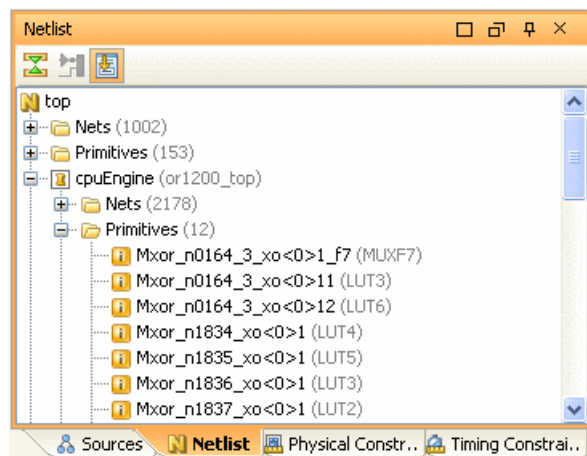 Netlist
top
Nets (1002)
Primitives (153)
cpuEngine (or1200_top)
Nets (2178)
Primitives (12)
Mxor_n0164_3_xo<0>1_f7 (MUXF7)
Mxor_n0164_3_xo<0>11 (LUT3)
Mxor_n0164_3_xo<0>12 (LUT6)
Mxor_n1834_xo<0>1 (LUT4)
Mxor_n1835_xo<0>1 (LUT5)
Mxor_n1836_xo<0>1 (LUT3)
Mxor_n1837_xo<0>1 (LUT2)
Sources Netlist Physical Constr.. Timing Constrai..